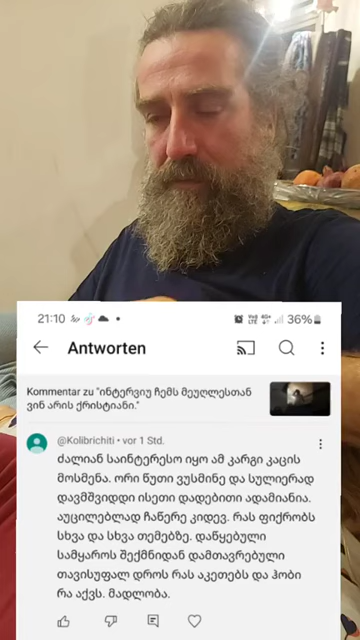 21:10
VoLTE 4G+ 36%
Antworten
Kommentar zu "ინტერვიუ ჩემს მეუღლესთან
ვინ არის ქრისტიანი."
@Kolibrichiti • vor 1 Std.
ძალიან საინტერესო იყო ამ კარგი კაცის
მოსმენა. ორი წუთი ვუსმინე და სულიერად
დავმშვიდდი ისეთი დადებითი ადამიანია.
აუცილებლად ჩაწერე კიდევ. რას ფიქრობს
სხვა და სხვა თემებზე. დაწყებული
სამყაროს შექმნიდან დამთავრებული
თავისუფალ დროს რას აკეთებს და ჰობი
რა აქვს. მადლობა.